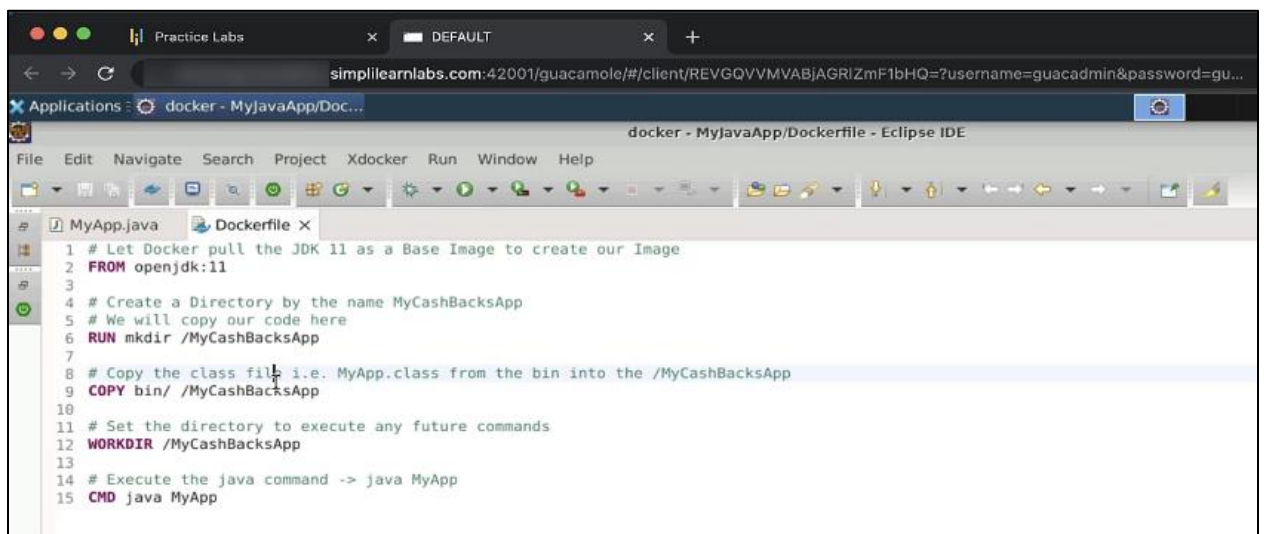 Practice Labs
DEFAULT
simplilearnlabs.com:42001/guacamole/#/client/REVGQVVMVABjAGRlZmF1bHQ=?username=guacadmin&password=gu...
Applications
docker - MyJavaApp/Doc...
docker - MyJavaApp/Dockerfile - Eclipse IDE
File Edit Navigate Search Project Xdocker Run Window Help
MyApp.java Dockerfile
1 # Let Docker pull the JDK 11 as a Base Image to create our Image
2 FROM openjdk:11
3
4 # Create a Directory by the name MyCashBacksApp
5 # We will copy our code here
6 RUN mkdir /MyCashBacksApp
7
8 # Copy the class file i.e. MyApp.class from the bin into the /MyCashBacksApp
9 COPY bin/ /MyCashBacksApp
10
11 # Set the directory to execute any future commands
12 WORKDIR /MyCashBacksApp
13
14 # Execute the java command -> java MyApp
15 CMD java MyApp